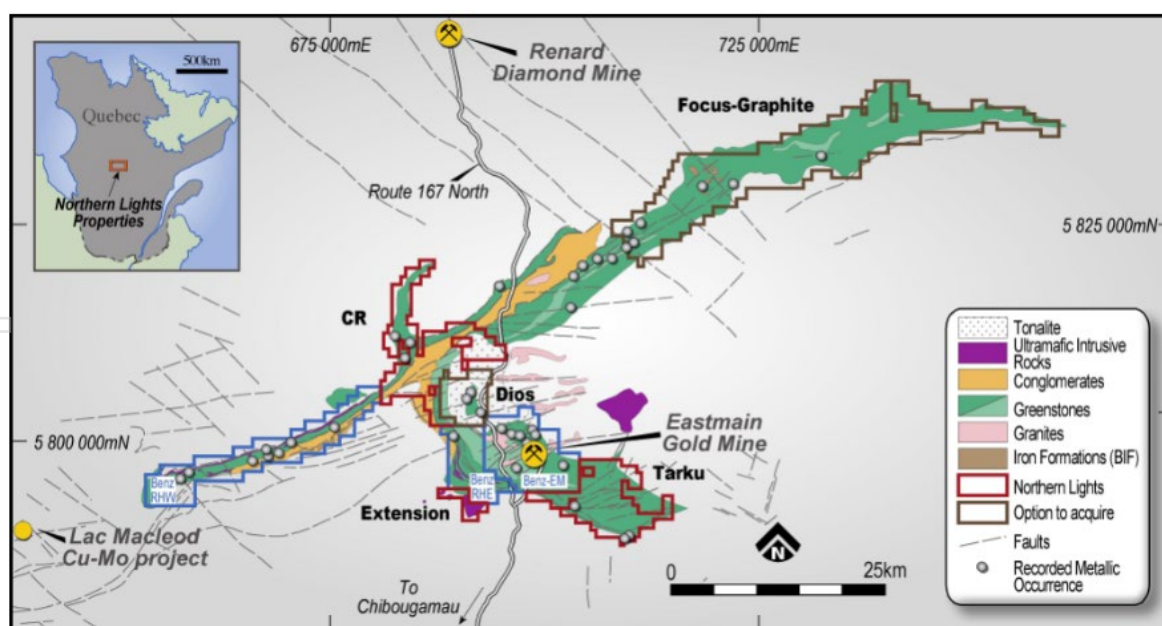 675 000mE
725 000mE
Renard
Diamond Mine
500km
Quebec
Northern Lights
Properties
Focus-Graphite
Route 167 North
5 825 000mN
CR
Dios
5 800 000mN
Eastmain
Gold Mine
Benz
RHW
Benz
RHE
Benz-EM
Tarku
Extension
Lac Macleod
Cu-Mo project
To
Chibougamau
N
0
25km
Tonalite
Ultramafic Intrusive
Rocks
Conglomerates
Greenstones
Granites
Iron Formations (BIF)
Northern Lights
Option to acquire
Faults
Recorded Metallic
Occurrence